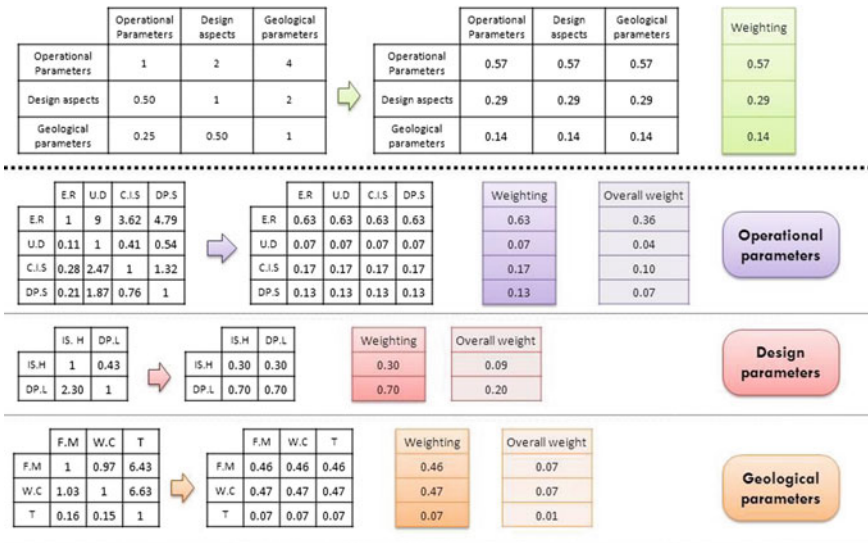 Operational Parameters Design aspects Geological parameters
Operational Parameters 1 2 4
Design aspects 0.50 1 2
Geological parameters 0.25 0.50 1
Operational Parameters Design aspects Geological parameters
Operational Parameters 0.57 0.57 0.57
Design aspects 0.29 0.29 0.29
Geological parameters 0.14 0.14 0.14
Weighting
0.57
0.29
0.14
E.R U.D C.I.S DP.S
E.R 1 9 3.62 4.79
U.D 0.11 1 0.41 0.54
C.I.S 0.28 2.47 1 1.32
DP.S 0.21 1.87 0.76 1
E.R U.D C.I.S DP.S
E.R 0.63 0.63 0.63 0.63
U.D 0.07 0.07 0.07 0.07
C.I.S 0.17 0.17 0.17 0.17
DP.S 0.13 0.13 0.13 0.13
Weighting
0.63
0.07
0.17
0.13
Overall weight
0.36
0.04
0.10
0.07
Operational
parameters
IS. H DP.L
IS.H 1 0.43
DP.L 2.30 1
IS.H DP.L
IS.H 0.30 0.30
DP.L 0.70 0.70
Weighting
0.30
0.70
Overall weight
0.09
0.20
Design
parameters
F.M W.C T
F.M 1 0.97 6.43
W.C 1.03 1 6.63
T 0.16 0.15 1
F.M W.C T
F.M 0.46 0.46 0.46
W.C 0.47 0.47 0.47
T 0.07 0.07 0.07
Weighting
0.46
0.47
0.07
Overall weight
0.07
0.07
0.01
Geological
parameters